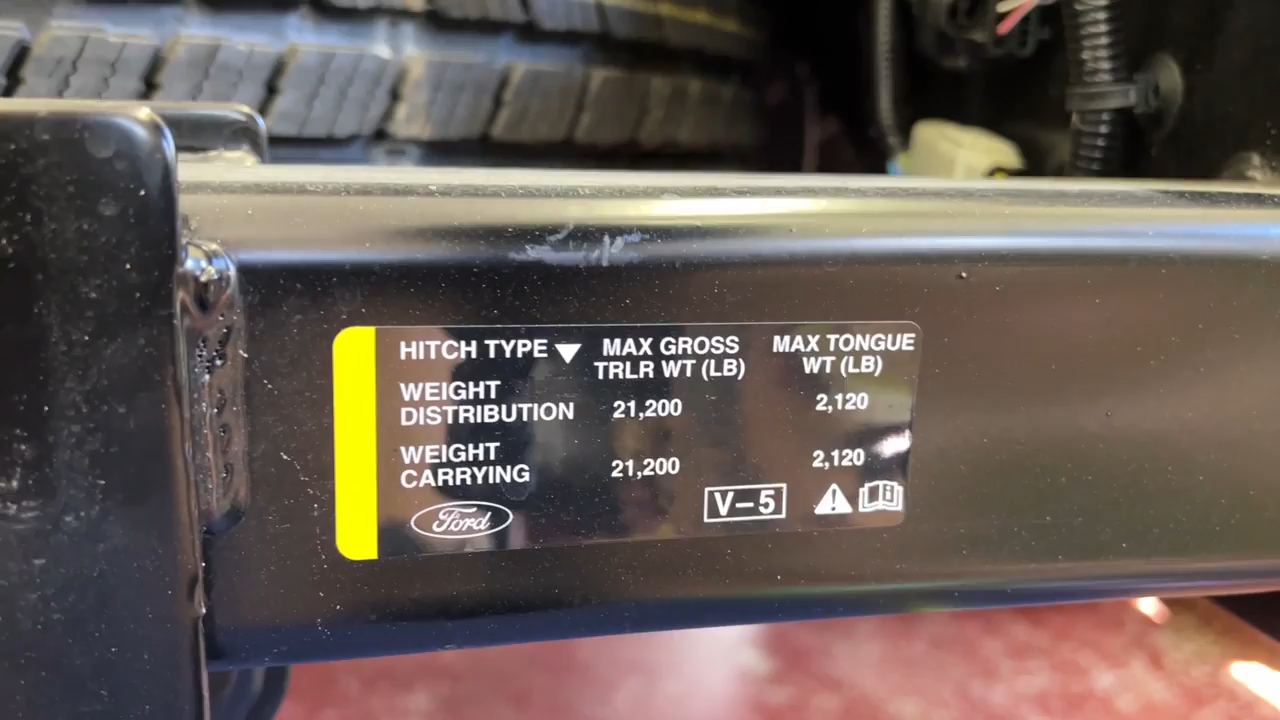 HITCH TYPE ▼ MAX GROSS TRLR WT (LB) MAX TONGUE WT (LB)
WEIGHT DISTRIBUTION 21,200 2,120
WEIGHT CARRYING 21,200 2,120
Ford V-5